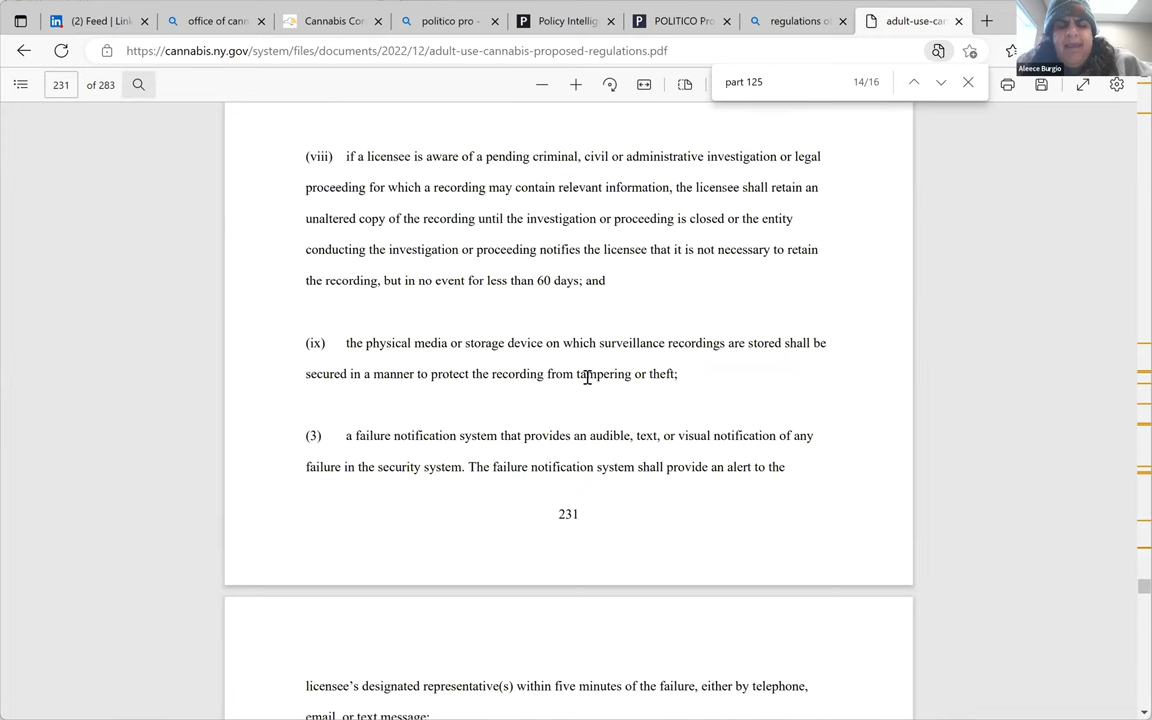 (2) Feed | Link
office of cann
Cannabis Con
politico pro -
Policy Intellig
POLITICO Pro
regulations o
adult-use-can
https://cannabis.ny.gov/system/files/documents/2022/12/adult-use-cannabis-proposed-regulations.pdf
Aleece Burgio
231 of 283
part 125
14/16
(viii) if a licensee is aware of a pending criminal, civil or administrative investigation or legal
proceeding for which a recording may contain relevant information, the licensee shall retain an
unaltered copy of the recording until the investigation or proceeding is closed or the entity
conducting the investigation or proceeding notifies the licensee that it is not necessary to retain
the recording, but in no event for less than 60 days; and
(ix) the physical media or storage device on which surveillance recordings are stored shall be
secured in a manner to protect the recording from tampering or theft;
(3) a failure notification system that provides an audible, text, or visual notification of any
failure in the security system. The failure notification system shall provide an alert to the
231
licensee’s designated representative(s) within five minutes of the failure, either by telephone,
email, or text message;